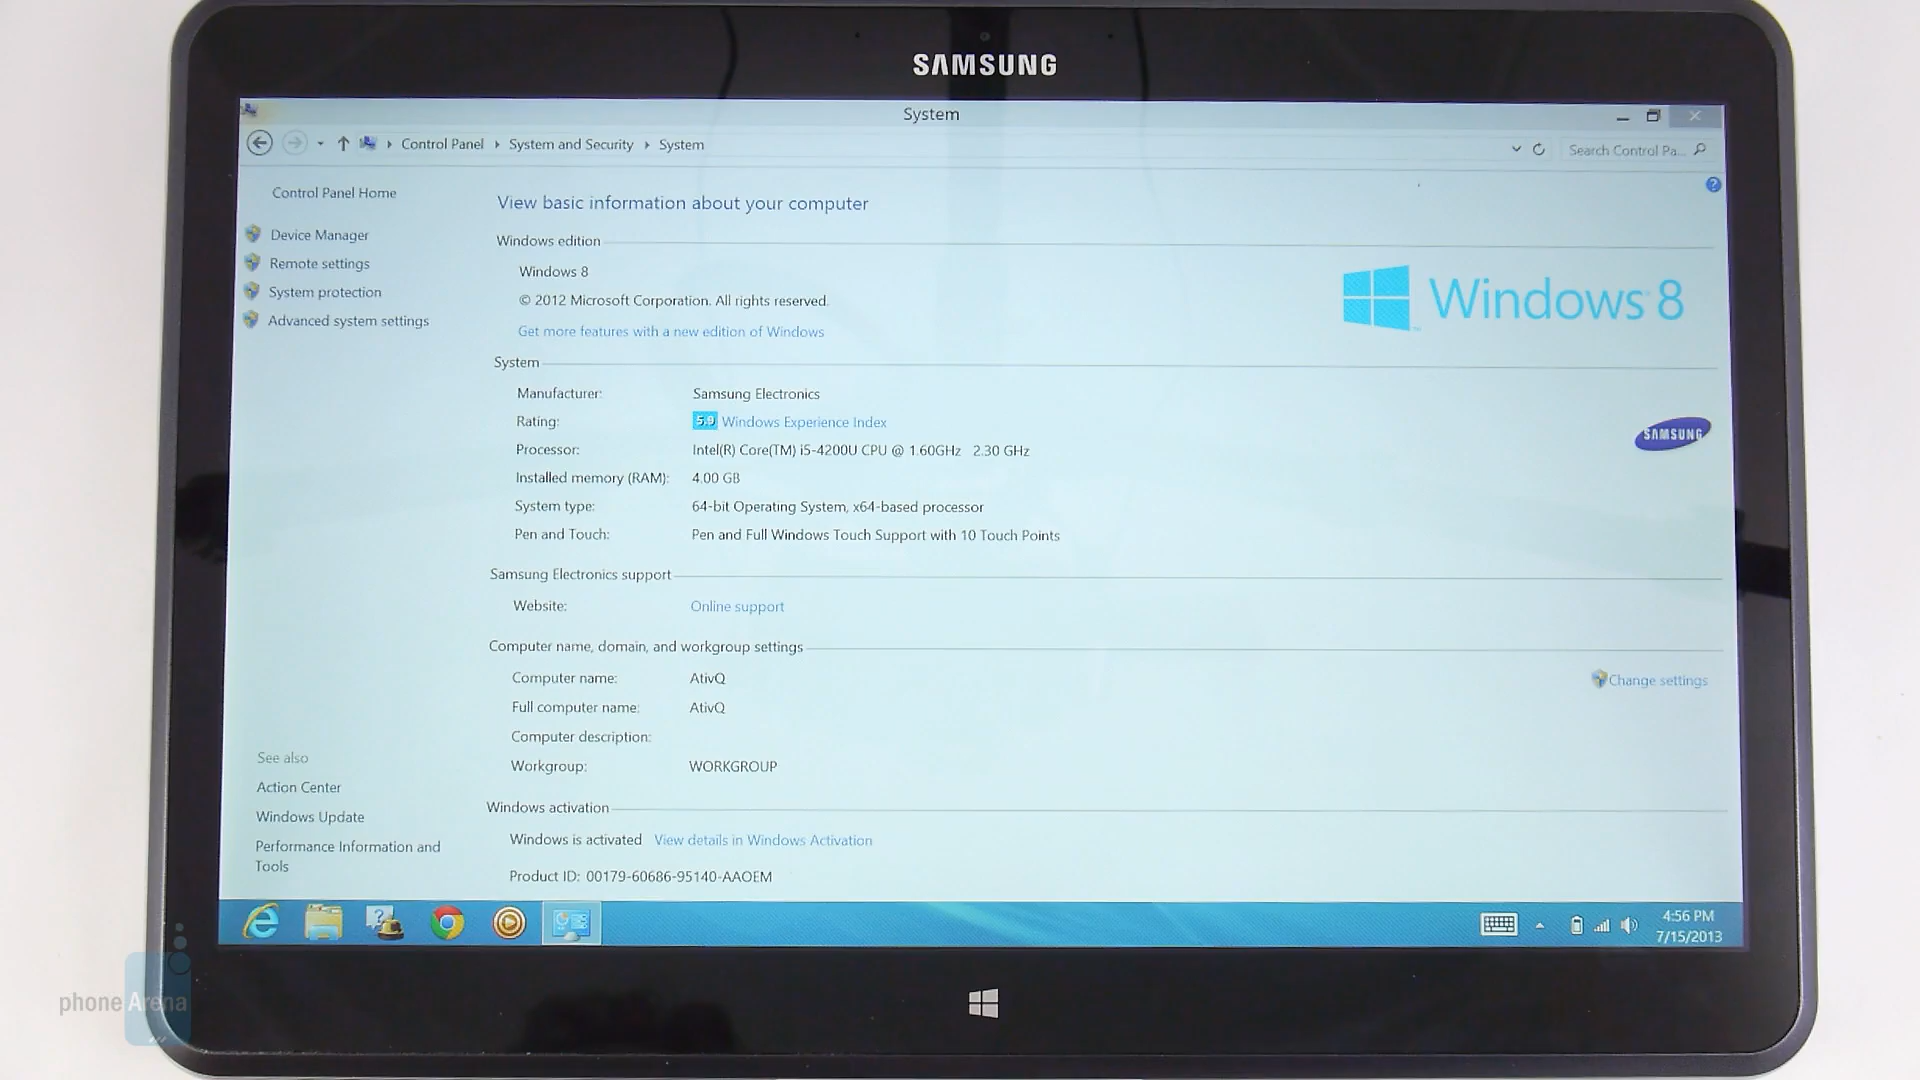 SAMSUNG
System
Control Panel System and Security System
Search Control Pa...
Control Panel Home
Device Manager
Remote settings
System protection
Advanced system settings
View basic information about your computer
Windows edition
Windows 8
© 2012 Microsoft Corporation. All rights reserved.
Get more features with a new edition of Windows
Windows 8
System
Manufacturer: Samsung Electronics
Rating: 5.9 Windows Experience Index
Processor: Intel(R) Core(TM) i5-4200U CPU @ 1.60GHz 2.30 GHz
Installed memory (RAM): 4.00 GB
System type: 64-bit Operating System, x64-based processor
Pen and Touch: Pen and Full Windows Touch Support with 10 Touch Points
SAMSUNG
Samsung Electronics support
Website: Online support
Computer name, domain, and workgroup settings
Computer name: AtivQ
Change settings
Full computer name: AtivQ
Computer description:
Workgroup: WORKGROUP
See also
Action Center
Windows Update
Performance Information and
Tools
Windows activation
Windows is activated View details in Windows Activation
Product ID: 00179-60686-95140-AAOEM
4:56 PM
7/15/2013
phoneArena